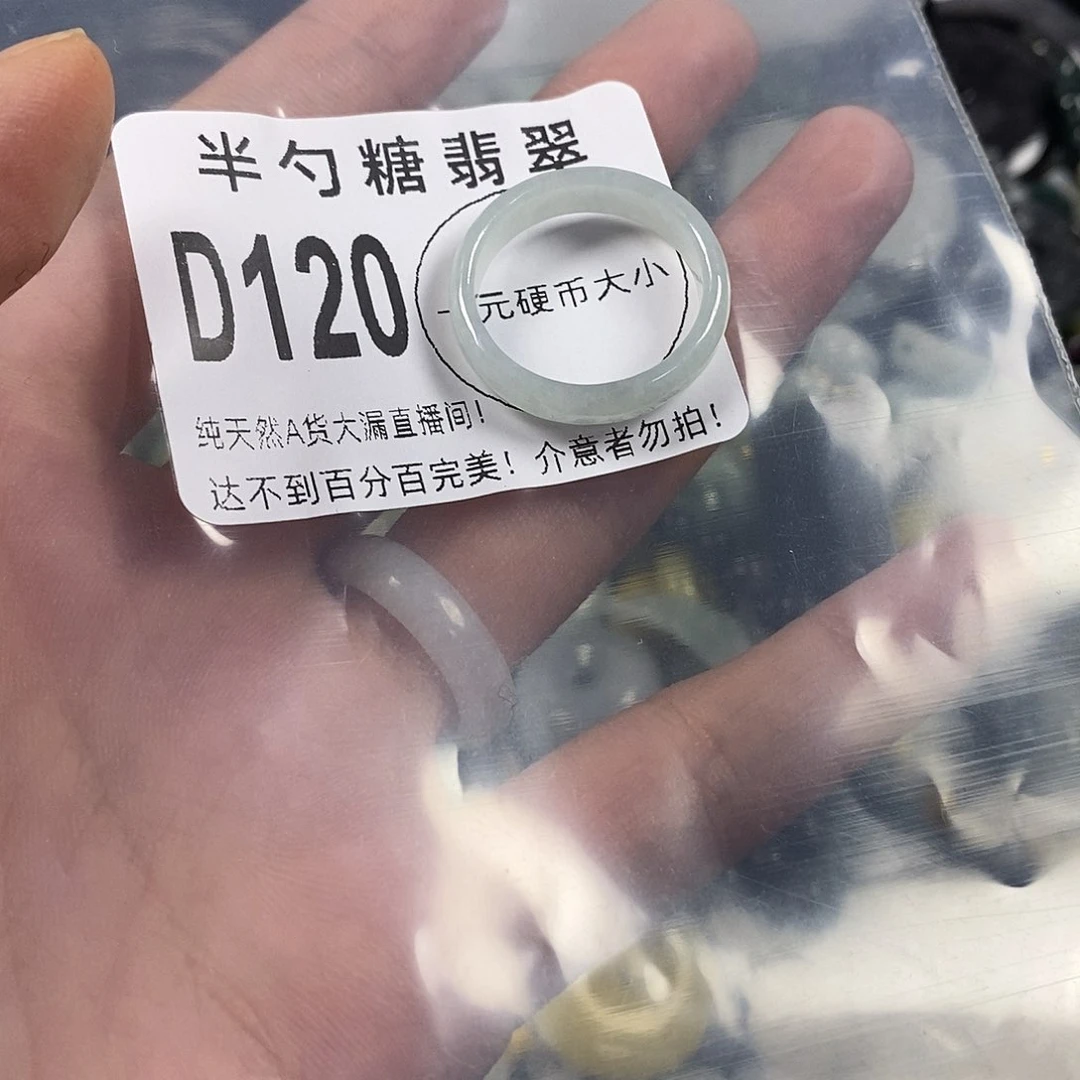 半勺糖翡翠
D120
一元硬币大小
纯天然A货大漏直播间！
达不到百分百完美！介意者勿拍！